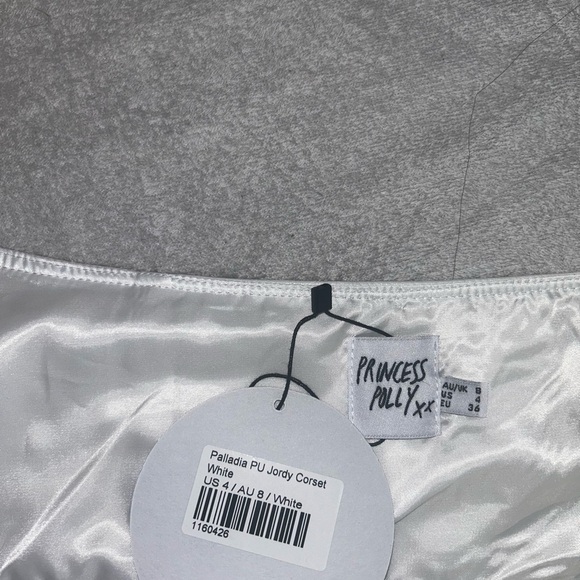 PRINCESS
POLLY xx
AU/UK 8
US 4
EU 36
Palladia PU Jordy Corset
White
US 4 / AU 8 / White
1160426